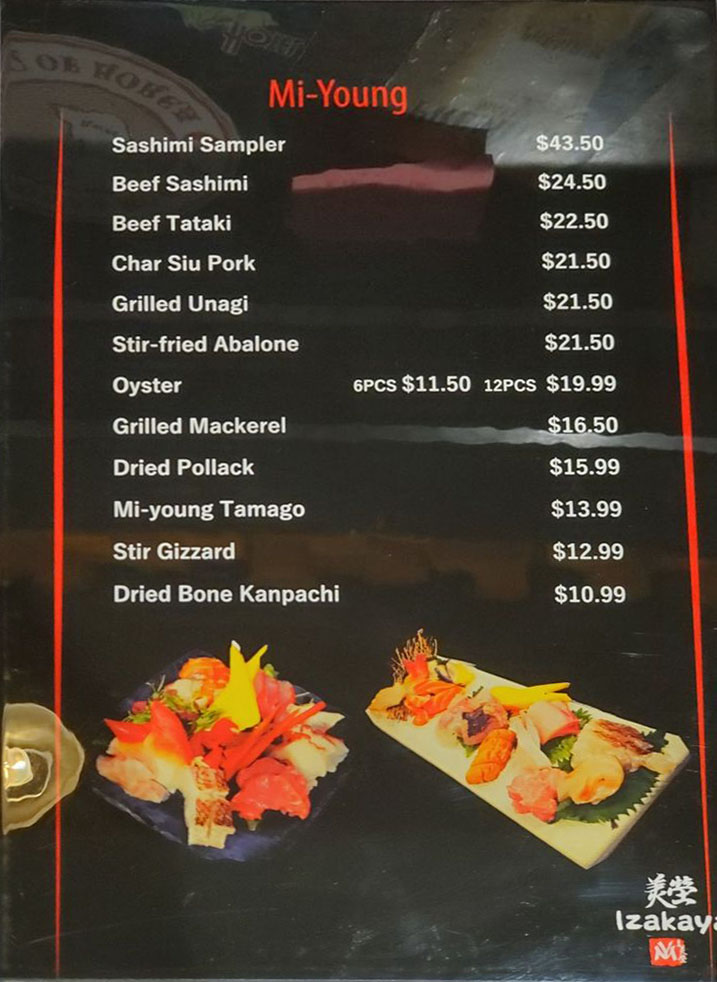 Mi-Young
Sashimi Sampler $43.50
Beef Sashimi $24.50
Beef Tataki $22.50
Char Siu Pork $21.50
Grilled Unagi $21.50
Stir-fried Abalone $21.50
Oyster 6PCS $11.50 12PCS $19.99
Grilled Mackerel $16.50
Dried Pollack $15.99
Mi-young Tamago $13.99
Stir Gizzard $12.99
Dried Bone Kanpachi $10.99
Izakaya